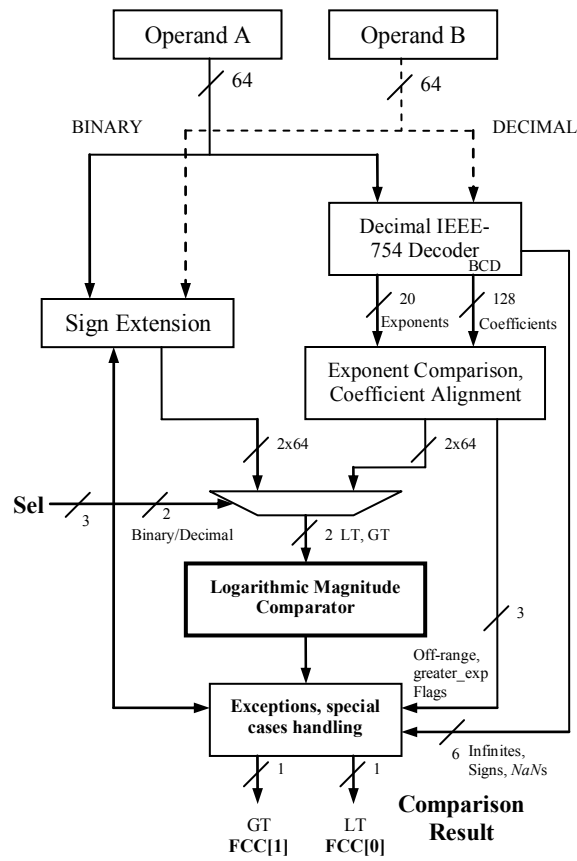 Operand A
Operand B
64
64
BINARY
DECIMAL
Decimal IEEE-
754 Decoder
BCD
20
128
Exponents
Coefficients
Sign Extension
Exponent Comparison,
Coefficient Alignment
2x64
2x64
Sel
3
2
Binary/Decimal
2 LT, GT
Logarithmic Magnitude
Comparator
3
Off-range,
greater_exp
Flags
Exceptions, special
cases handling
6
Infinites,
Signs, NaNs
1
1
GT
LT
FCC[1]
FCC[0]
Comparison
Result